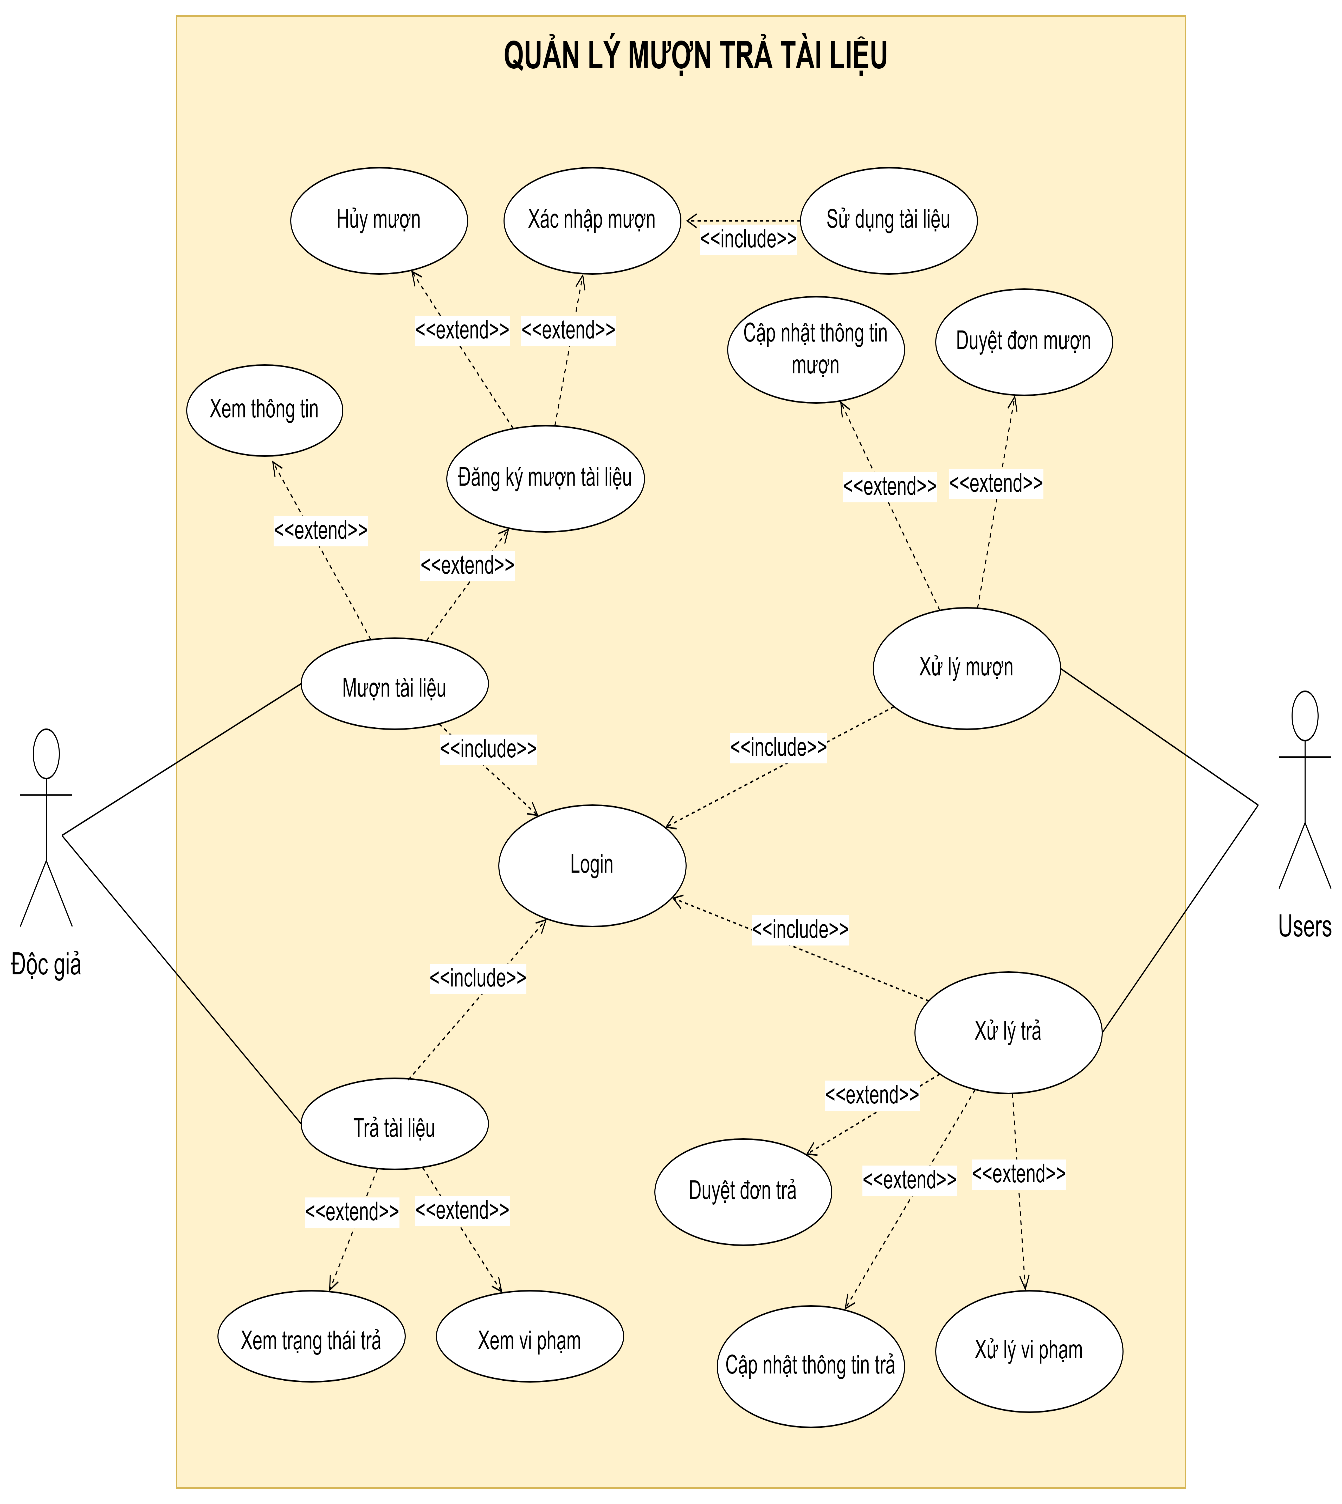 QUẢN LÝ MƯỢN TRẢ TÀI LIỆU
Hủy mượn
Xác nhập mượn
Sử dụng tài liệu
<<include>>
<<extend>>
<<extend>>
Cập nhật thông tin
mượn
Duyệt đơn mượn
Xem thông tin
Đăng ký mượn tài liệu
<<extend>>
<<extend>>
<<extend>>
<<extend>>
Mượn tài liệu
Xử lý mượn
<<include>>
<<include>>
Login
Độc giả
Users
<<include>>
<<include>>
Xử lý trả
Trả tài liệu
<<extend>>
<<extend>>
<<extend>>
Duyệt đơn trả
<<extend>>
<<extend>>
Xem trạng thái trả
Xem vi phạm
Cập nhật thông tin trả
Xử lý vi phạm